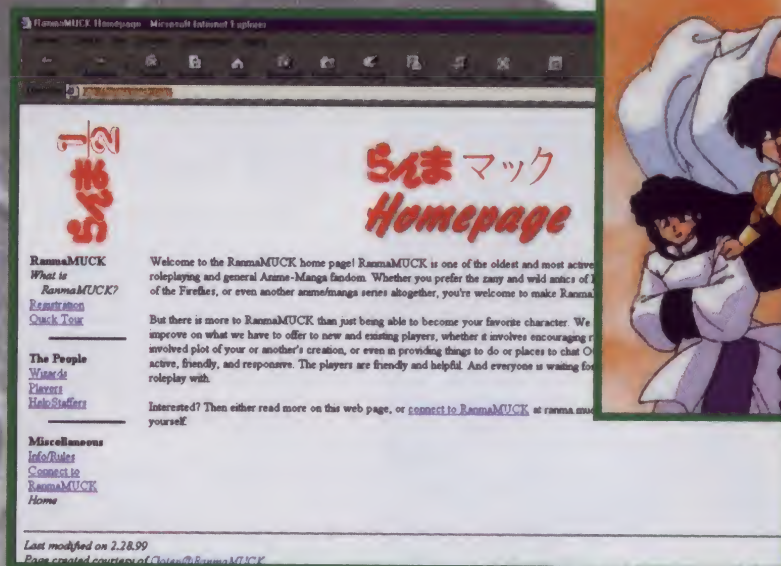 RanmaMUCK Homepage - Microsoft Internet Explorer
らんま1/2
らんま マック
Homepage
RanmaMUCK
What is
RanmaMUCK?
Registration
Quick Tour
The People
Wizards
Players
HeloStaffers
Miscellaneous
Info/Rules
Connect to
RanmaMUCK
Home
Welcome to the RanmaMUCK home page! RanmaMUCK is one of the oldest and most active
roleplaying and general Anime-Manga fandom. Whether you prefer the zany and wild antics of
of the Fireflies, or even another anime/manga series altogether, you're welcome to make Ranma
But there is more to RanmaMUCK than just being able to become your favorite character. We
improve on what we have to offer to new and existing players, whether it involves encouraging
involved plot of your or another's creation, or even in providing things to do or places to chat
active, friendly, and responsive. The players are friendly and helpful. And everyone is waiting for
roleplay with.
Interested? Then either read more on this web page, or connect to RanmaMUCK at ranma.muc
yourself.
Last modified on 2.28.99
Page created courtesy of @RanmaMUCK